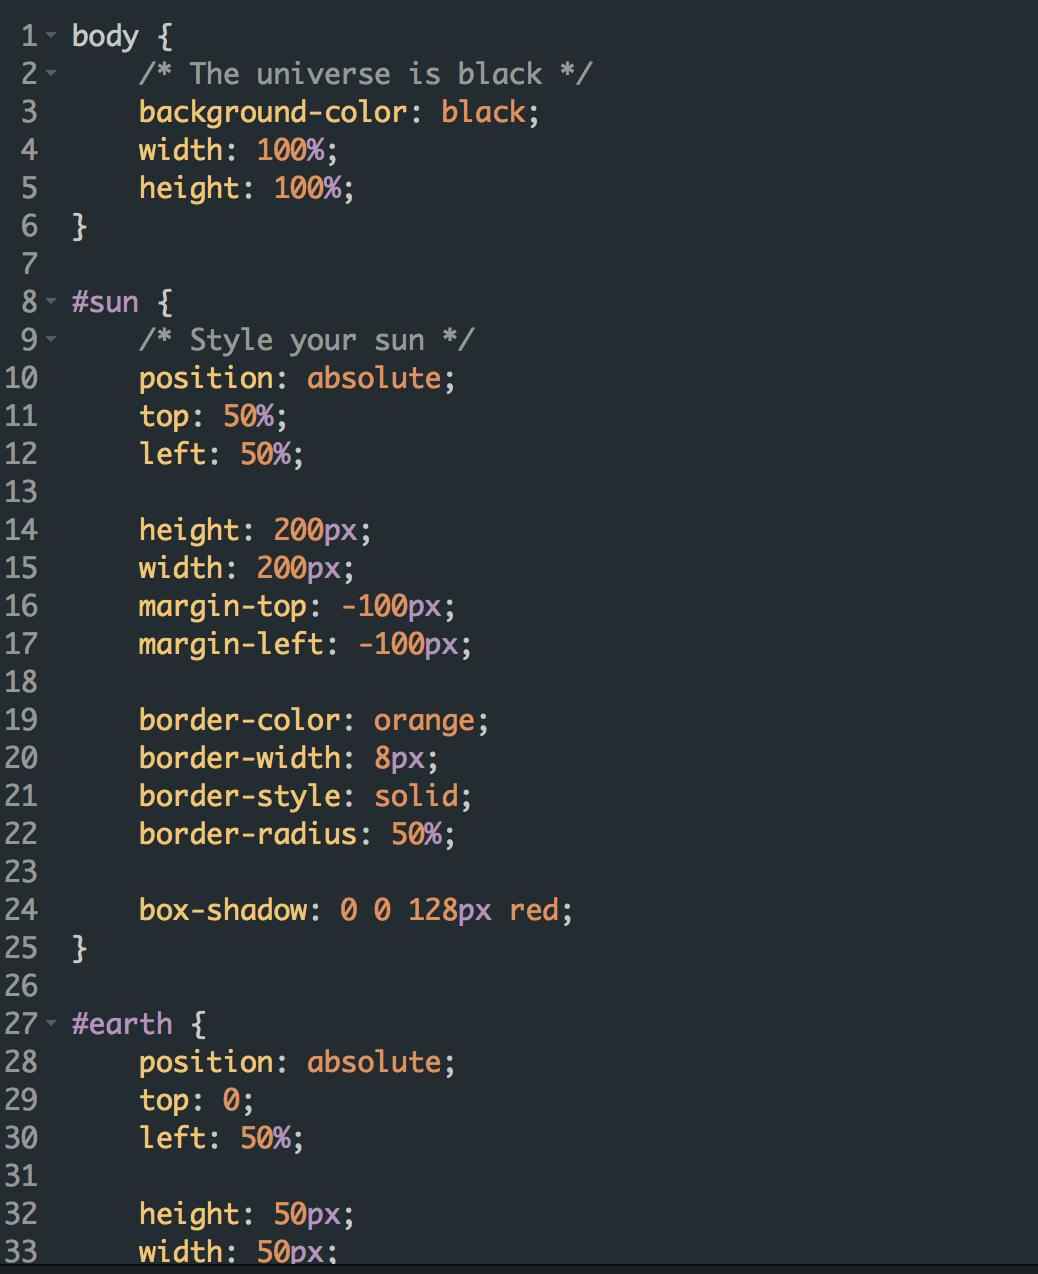 1 body {
2 /* The universe is black */
3 background-color: black;
4 width: 100%;
5 height: 100%;
6 }
7
8 #sun {
9 /* Style your sun */
10 position: absolute;
11 top: 50%;
12 left: 50%;
13
14 height: 200px;
15 width: 200px;
16 margin-top: -100px;
17 margin-left: -100px;
18
19 border-color: orange;
20 border-width: 8px;
21 border-style: solid;
22 border-radius: 50%;
23
24 box-shadow: 0 0 128px red;
25 }
26
27 #earth {
28 position: absolute;
29 top: 0;
30 left: 50%;
31
32 height: 50px;
33 width: 50px;